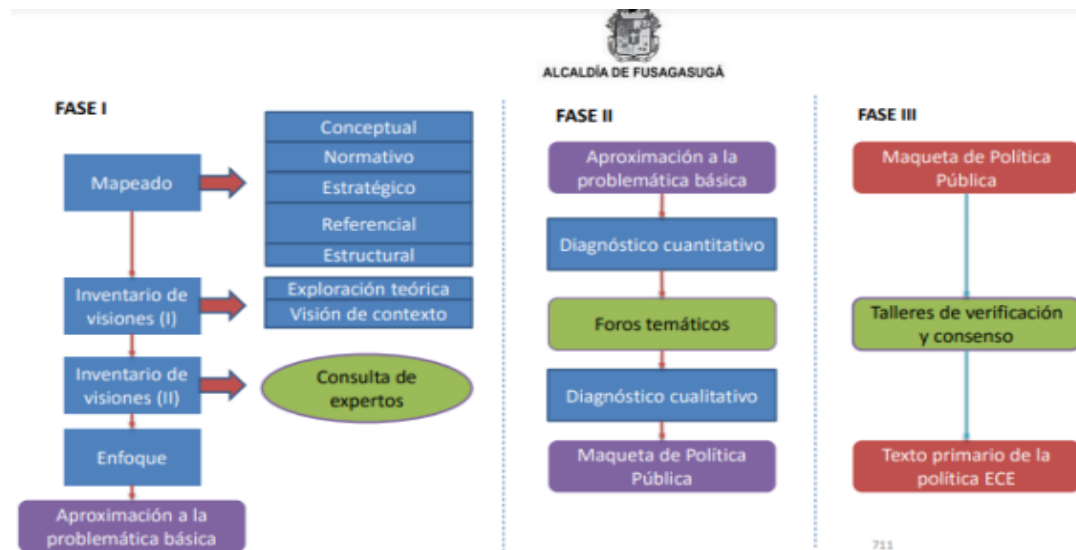 ALCALDÍA DE FUSAGASUGÁ
FASE I
Mapeado
Conceptual
Normativo
Estratégico
Referencial
Estructural
Inventario de
visiones (I)
Exploración teórica
Visión de contexto
Inventario de
visiones (II)
Consulta de
expertos
Enfoque
Aproximación a la
problemática básica
FASE II
Aproximación a la
problemática básica
Diagnóstico cuantitativo
Foros temáticos
Diagnóstico cualitativo
Maqueta de Política
Pública
FASE III
Maqueta de Política
Pública
Talleres de verificación
y consenso
Texto primario de la
política ECE
711